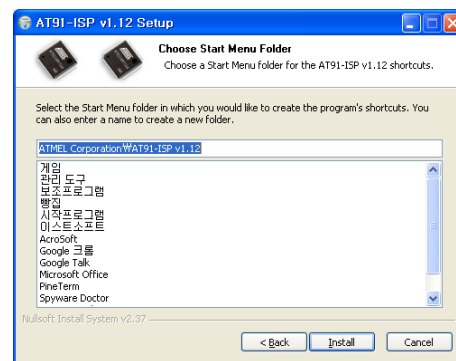 AT91-ISP v1.12 Setup
Choose Start Menu Folder
Choose a Start Menu folder for the AT91-ISP v1.12 shortcuts.
Select the Start Menu folder in which you would like to create the program's shortcuts. You
can also enter a name to create a new folder.
ATMEL Corporation₩AT91-ISP v1.12
게임
관리 도구
보조프로그램
빵집
시작프로그램
이스트소프트
AcroSoft
Google 크롬
Google Talk
Microsoft Office
PineTerm
Spyware Doctor
Nullsoft Install System v2.37
< Back
Install
Cancel